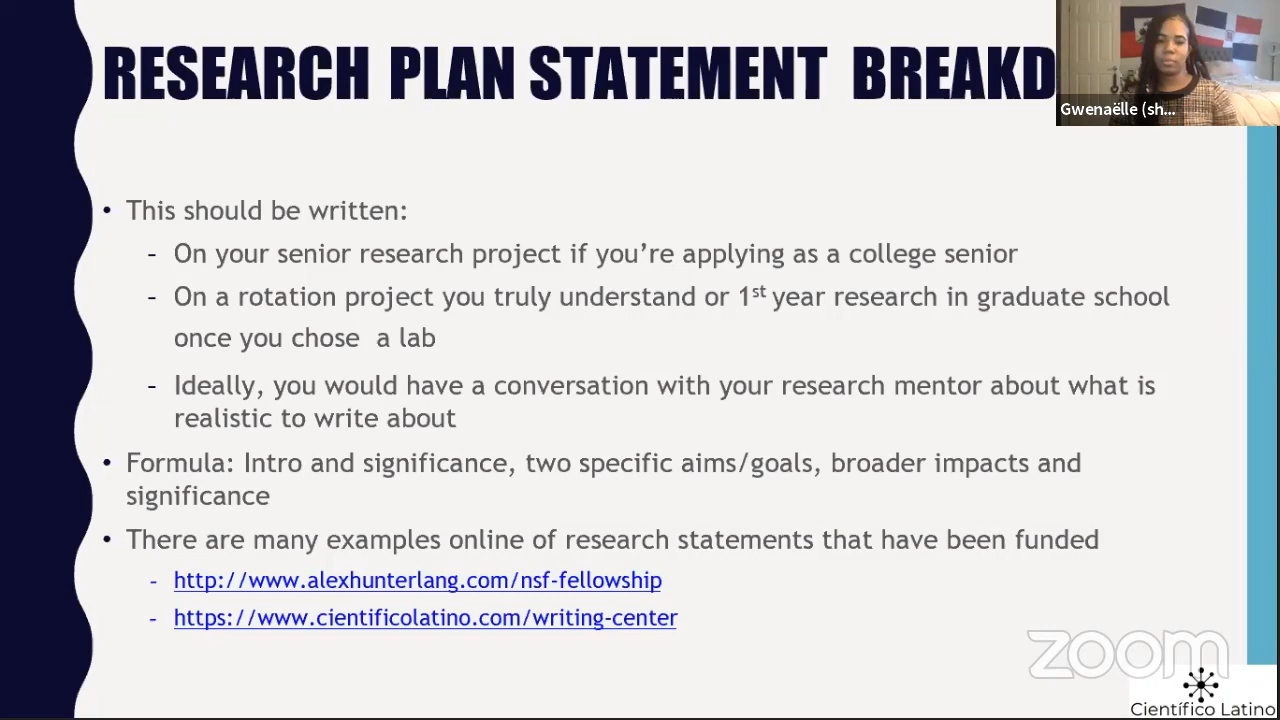 RESEARCH PLAN STATEMENT BREAKD
Gwenaëlle (sh...
• This should be written:
- On your senior research project if you’re applying as a college senior
- On a rotation project you truly understand or 1st year research in graduate school
once you chose a lab
- Ideally, you would have a conversation with your research mentor about what is
realistic to write about
• Formula: Intro and significance, two specific aims/goals, broader impacts and
significance
• There are many examples online of research statements that have been funded
- http://www.alexhunterlang.com/nsf-fellowship
- https://www.cientificolatino.com/writing-center
zoom
Científico Latino